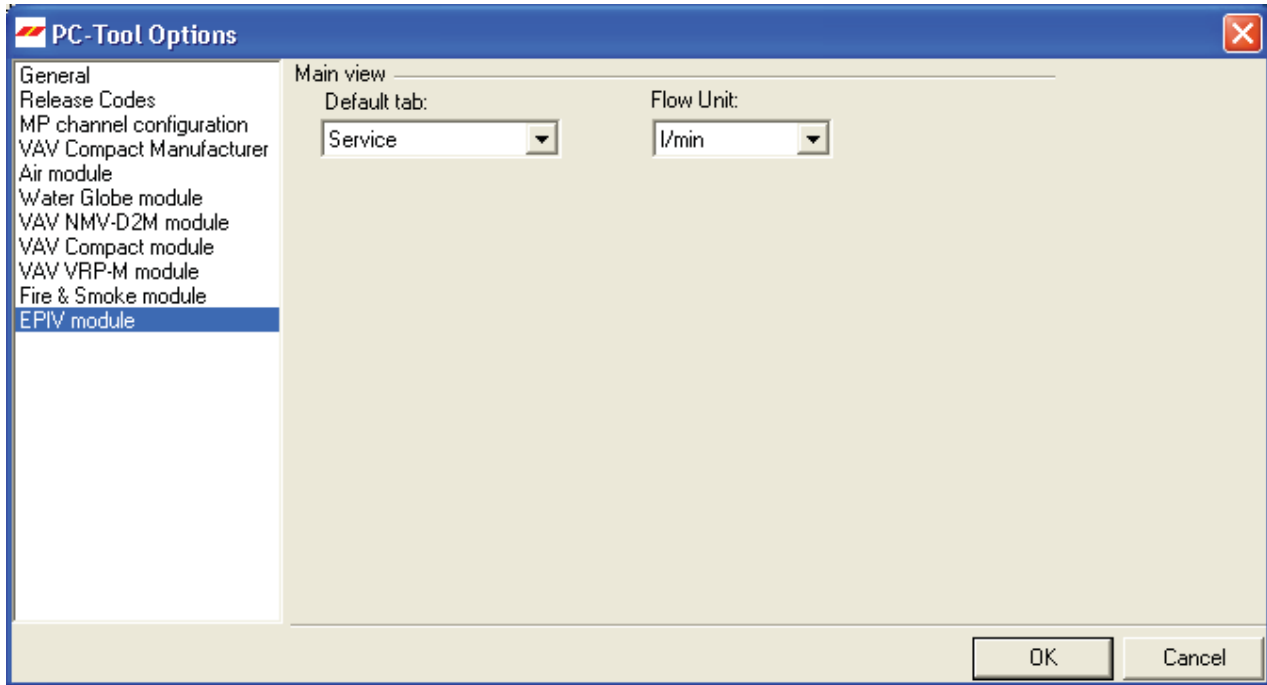 PC-Tool Options
General
Release Codes
MP channel configuration
VAV Compact Manufacturer
Air module
Water Globe module
VAV NMV-D2M module
VAV Compact module
VAV VRP-M module
Fire & Smoke module
EPIV module
Main view
Default tab: Flow Unit:
Service l/min
OK Cancel